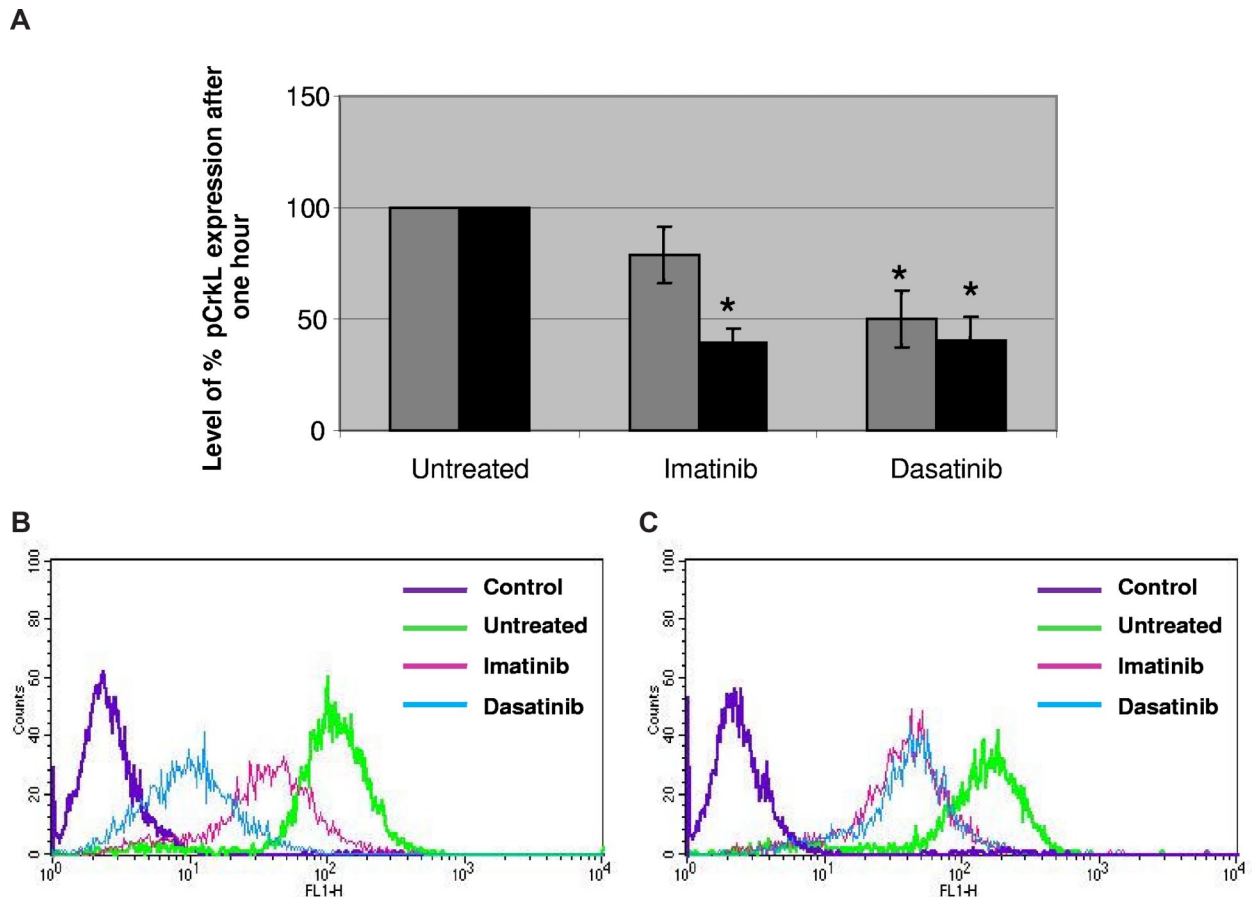 A
Level of % pCrkL expression after
one hour
150
100
50
0
*
*
*
Untreated
Imatinib
Dasatinib
B
100
80
60
40
20
0
Counts
Control
Untreated
Imatinib
Dasatinib
10^0
10^1
10^2
10^3
10^4
FL1-H
C
100
80
60
40
20
0
Counts
Control
Untreated
Imatinib
Dasatinib
10^0
10^1
10^2
10^3
10^4
FL1-H